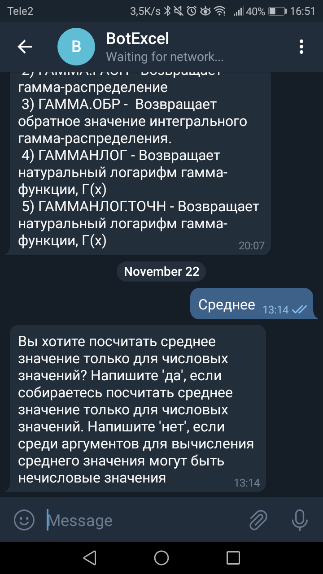 Tele2
3,5K/s
40%
16:51
B
BotExcel
Waiting for network...
гамма-распределение
3) ГАММА.ОБР - Возвращает
обратное значение интегрального
гамма-распределения.
4) ГАММАНЛОГ - Возвращает
натуральный логарифм гамма-
функции, Г(x)
5) ГАММАНЛОГ.ТОЧН - Возвращает
натуральный логарифм гамма-
функции, Г(x)
20:07
November 22
Среднее
13:14
Вы хотите посчитать среднее
значение только для числовых
значений? Напишите 'да', если
собираетесь посчитать среднее
значение только для числовых
значений. Напишите 'нет', если
среди аргументов для вычисления
среднего значения могут быть
нечисловые значения
13:14
Message